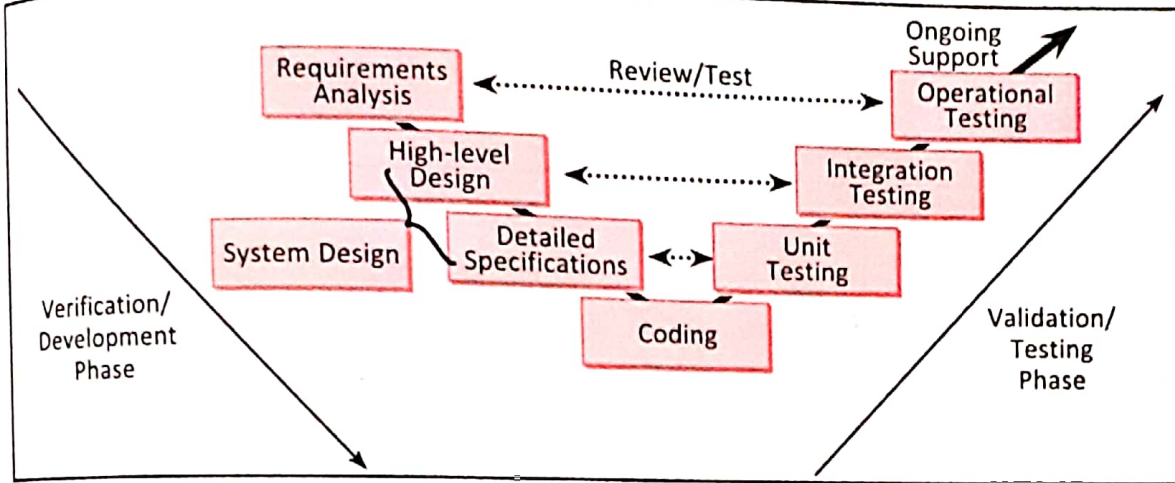 Ongoing
Support
Requirements
Analysis
Review/Test
Operational
Testing
High-level
Design
Integration
Testing
System Design
Detailed
Specifications
Unit
Testing
Verification/
Development
Phase
Coding
Validation/
Testing
Phase